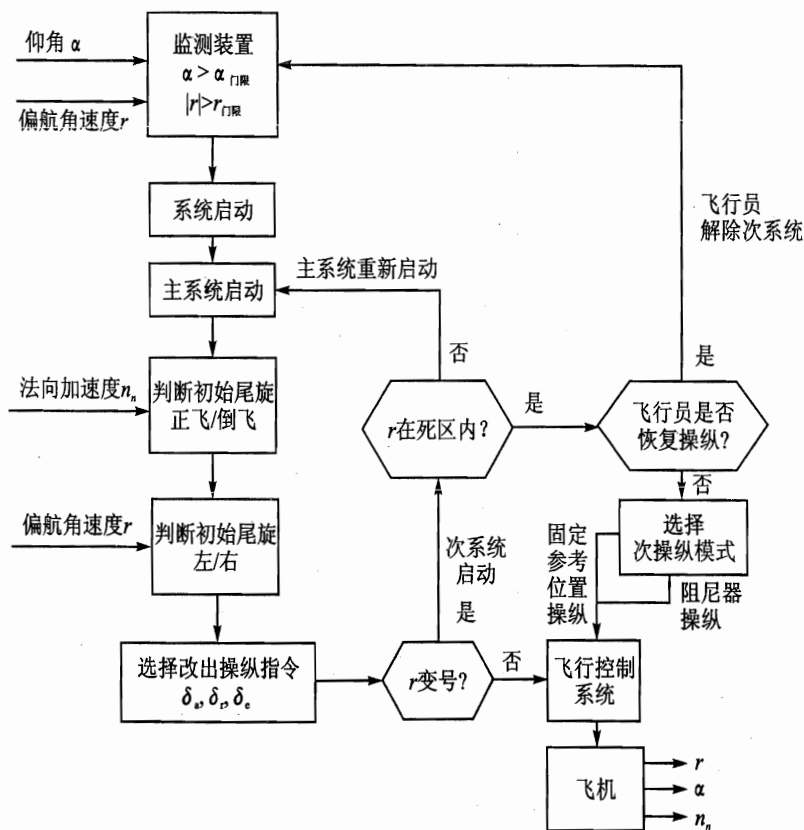 仰角 α
偏航角速度r
监测装置
α > α门限
|r|>r门限
系统启动
主系统启动
主系统重新启动
飞行员
解除次系统
法向加速度nn
判断初始尾旋
正飞/倒飞
否
r在死区内?
是
是
飞行员是否
恢复操纵?
否
偏航角速度r
判断初始尾旋
左/右
次系统
启动
是
固定
参考
位置
操纵
选择
次操纵模式
阻尼器
操纵
选择改出操纵指令
δa, δr, δe
r变号?
否
飞行控制
系统
飞机
r
α
nn